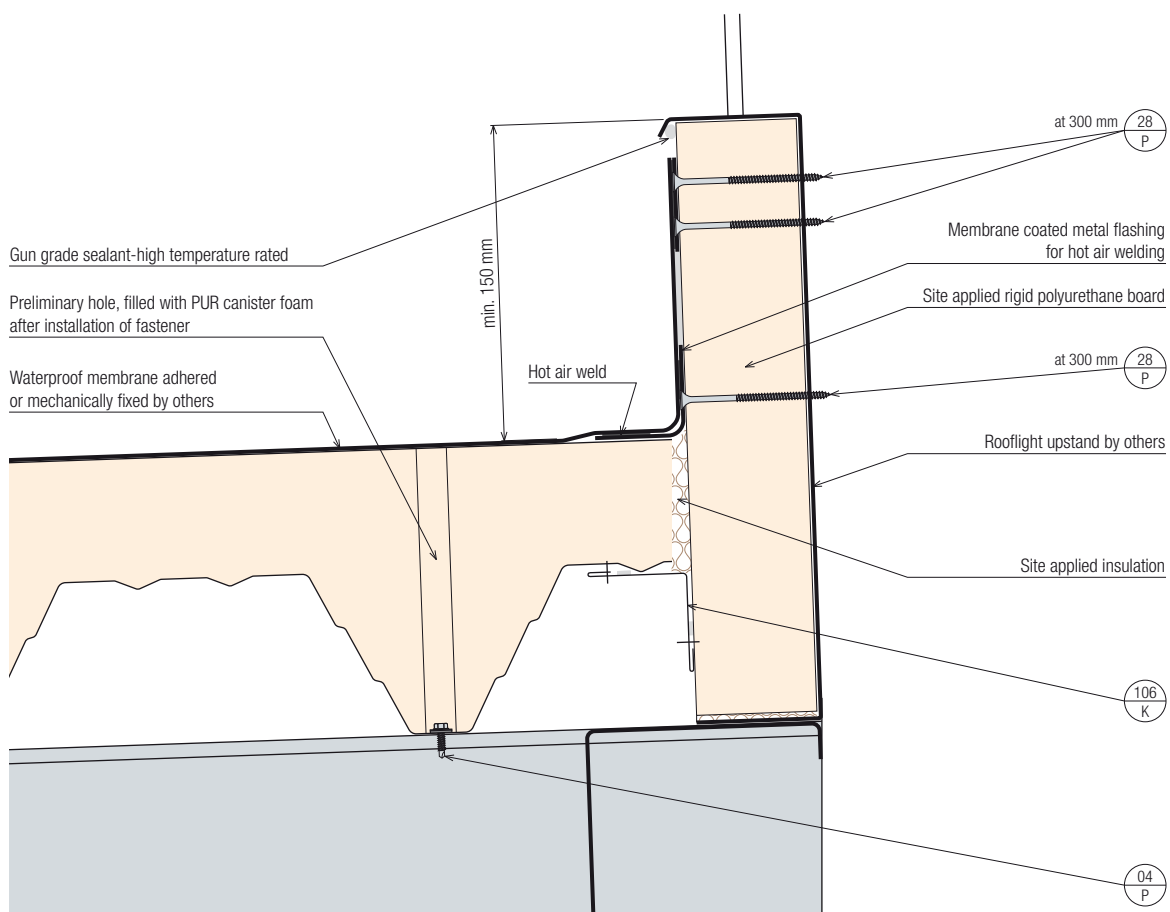 Gun grade sealant-high temperature rated
Preliminary hole, filled with PUR canister foam
after installation of fastener
Waterproof membrane adhered
or mechanically fixed by others
min. 150 mm
Hot air weld
at 300 mm
28
P
Membrane coated metal flashing
for hot air welding
Site applied rigid polyurethane board
at 300 mm
28
P
Rooflight upstand by others
Site applied insulation
106
K
04
P